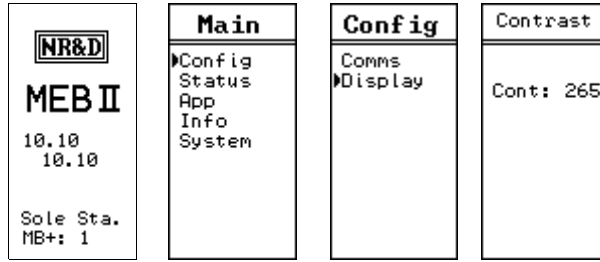 NR&D
MEB II
10.10
10.10
Sole Sta.
MB+: 1
Main
Config
Status
App
Info
System
Config
Comms
Display
Contrast
Cont: 265